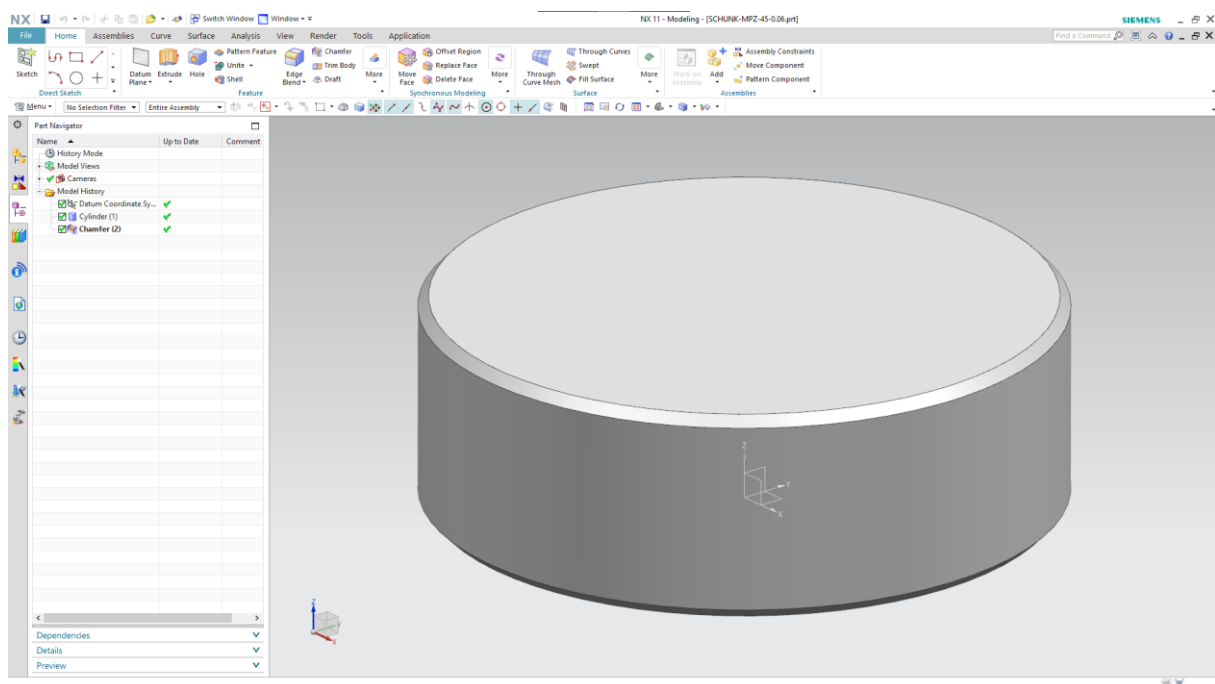 NX Switch Window Window NX 11 - Modeling - [SCHUNK-MPZ-45-0.06.prt] SIEMENS
File Home Assemblies Curve Surface Analysis View Render Tools Application Find a Command
Sketch Datum Plane Extrude Hole Pattern Feature Unite Shell Edge Blend Chamfer Trim Body Draft More Move Face Offset Region Replace Face Delete Face More Through Curve Mesh Through Curves Swept Fill Surface More Work on Assembly Add Assembly Constraints Move Component Pattern Component
Direct Sketch Feature Synchronous Modeling Surface Assemblies
Menu No Selection Filter Entire Assembly
Part Navigator
Name Up to Date Comment
History Mode
Model Views
Cameras
Model History
Datum Coordinate Sy...
Cylinder (1)
Chamfer (2)
Z
Y
X
Z
Y
X
Dependencies
Details
Preview